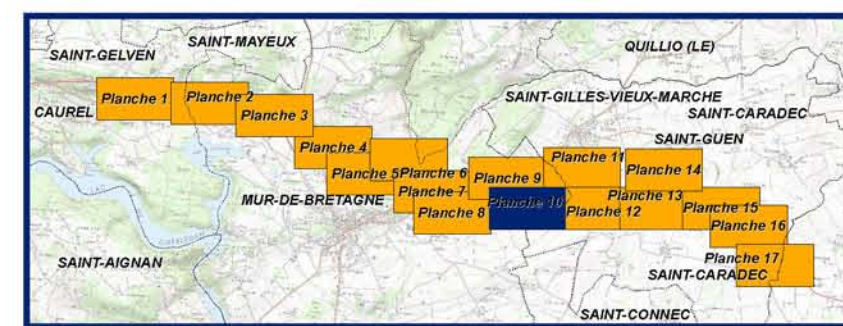 SAINT-GELVEN
SAINT-MAYEUX
QUILLIO (LE)
CAUREL
Planche 1
Planche 2
Planche 3
SAINT-GILLES-VIEUX-MARCHE
SAINT-CARADEC
SAINT-GUEN
Planche 4
Planche 5
Planche 6
Planche 7
Planche 8
Planche 9
Planche 10
Planche 11
Planche 12
Planche 13
Planche 14
Planche 15
Planche 16
Planche 17
MUR-DE-BRETAGNE
SAINT-AIGNAN
SAINT-CARADEC
SAINT-CONNEC